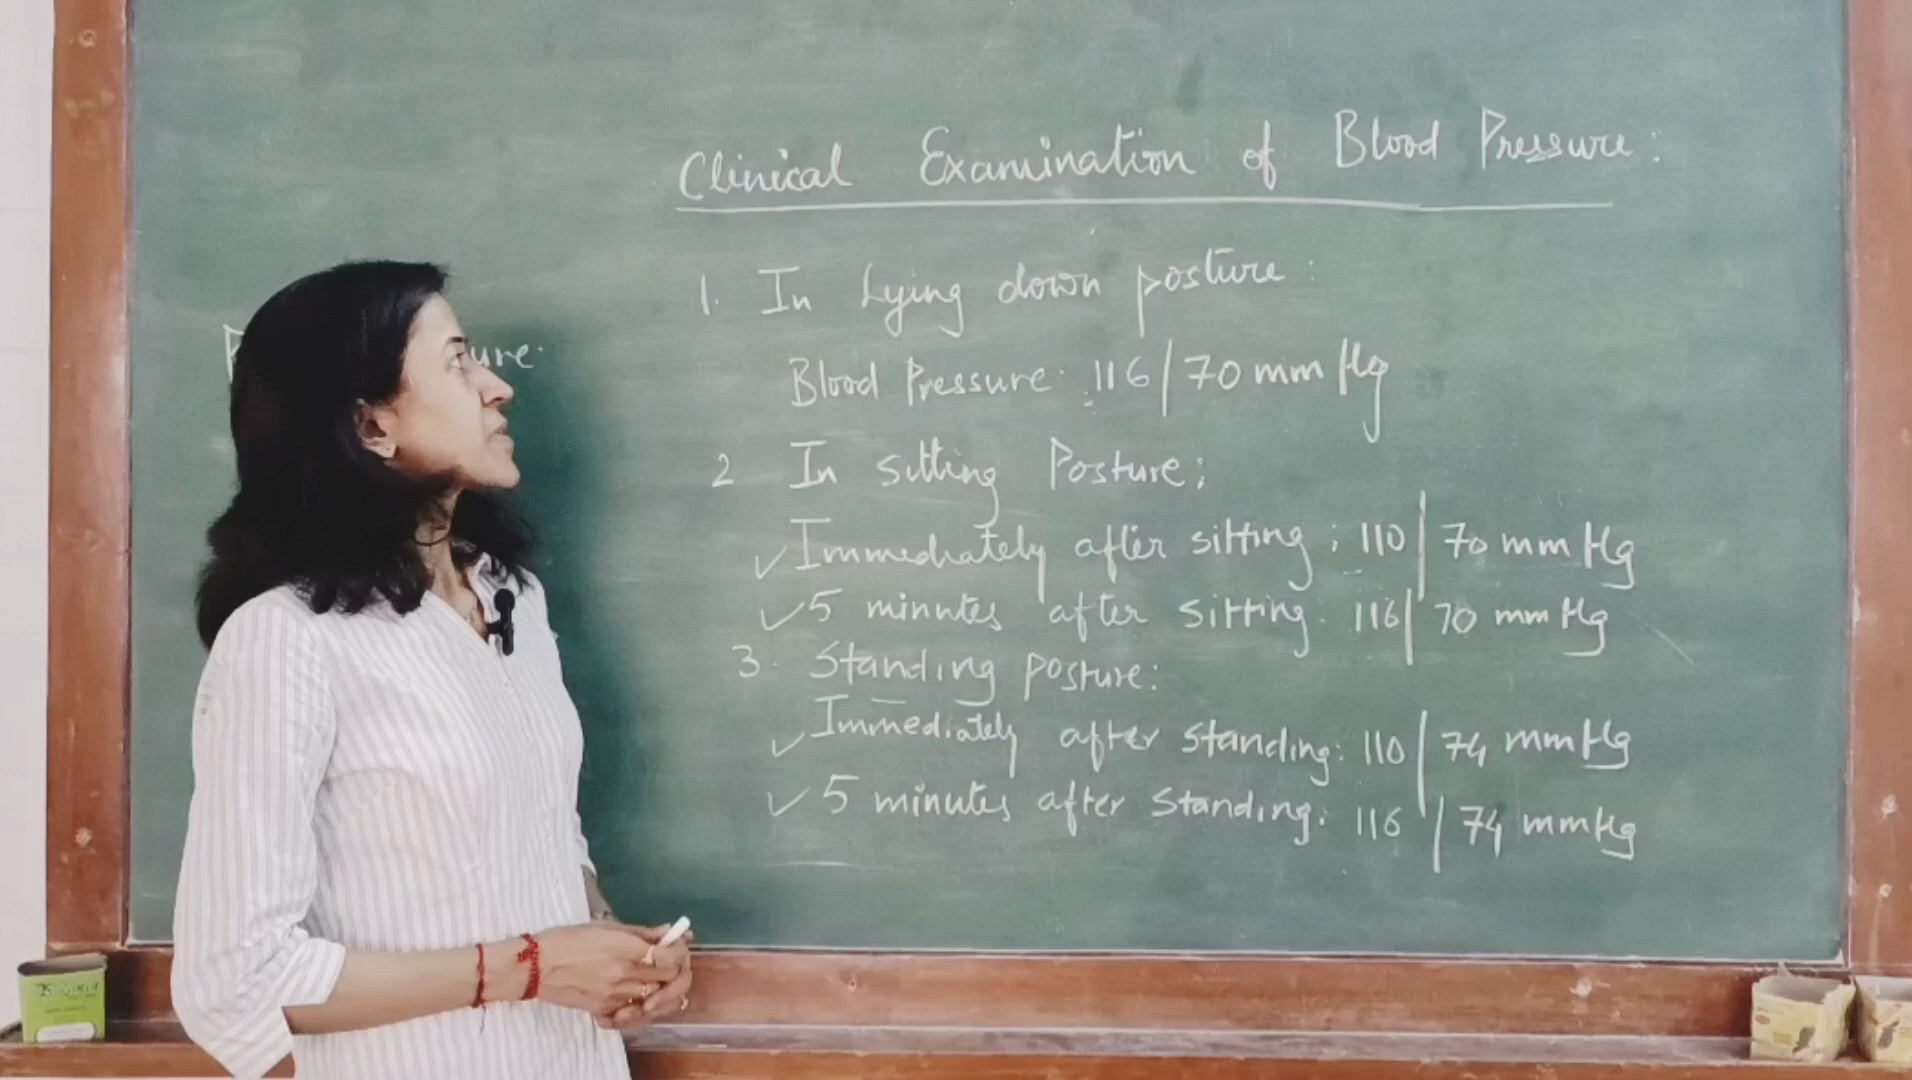 Clinical Examination of Blood Pressure:
1. In Lying down posture:
Blood Pressure: 116/70 mm Hg
2 In sitting Posture:
✓ Immediately after sitting: 110/70 mm Hg
✓ 5 minutes after sitting. 116/70 mm Hg
3. Standing posture:
✓ Immediately after standing: 110/74 mm Hg
✓ 5 minutes after standing: 116/74 mm Hg